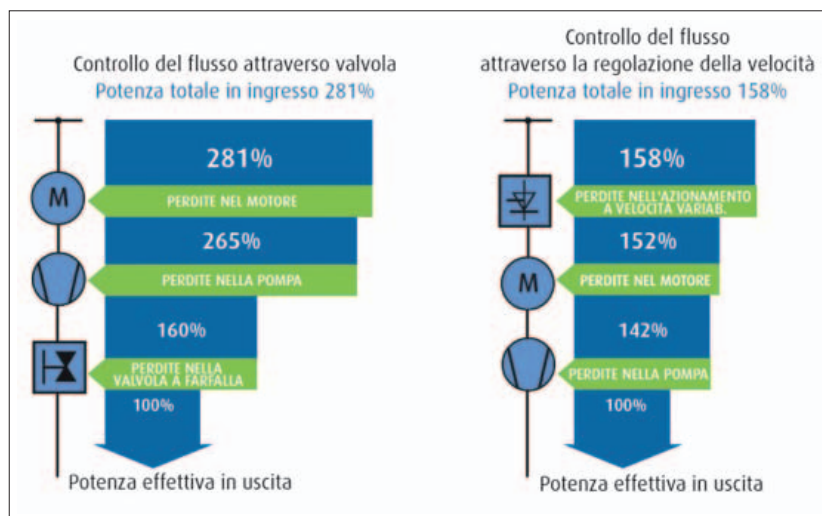 Controllo del flusso attraverso valvola
Potenza totale in ingresso 281%
281%
M
PERDITE NEL MOTORE
265%
PERDITE NELLA POMPA
160%
PERDITE NELLA
VALVOLA A FARFALLA
100%
Potenza effettiva in uscita
Controllo del flusso
attraverso la regolazione della velocità
Potenza totale in ingresso 158%
158%
PERDITE NELL'AZIONAMENTO
A VELOCITÀ VARIAB.
152%
M
PERDITE NEL MOTORE
142%
PERDITE NELLA POMPA
100%
Potenza effettiva in uscita